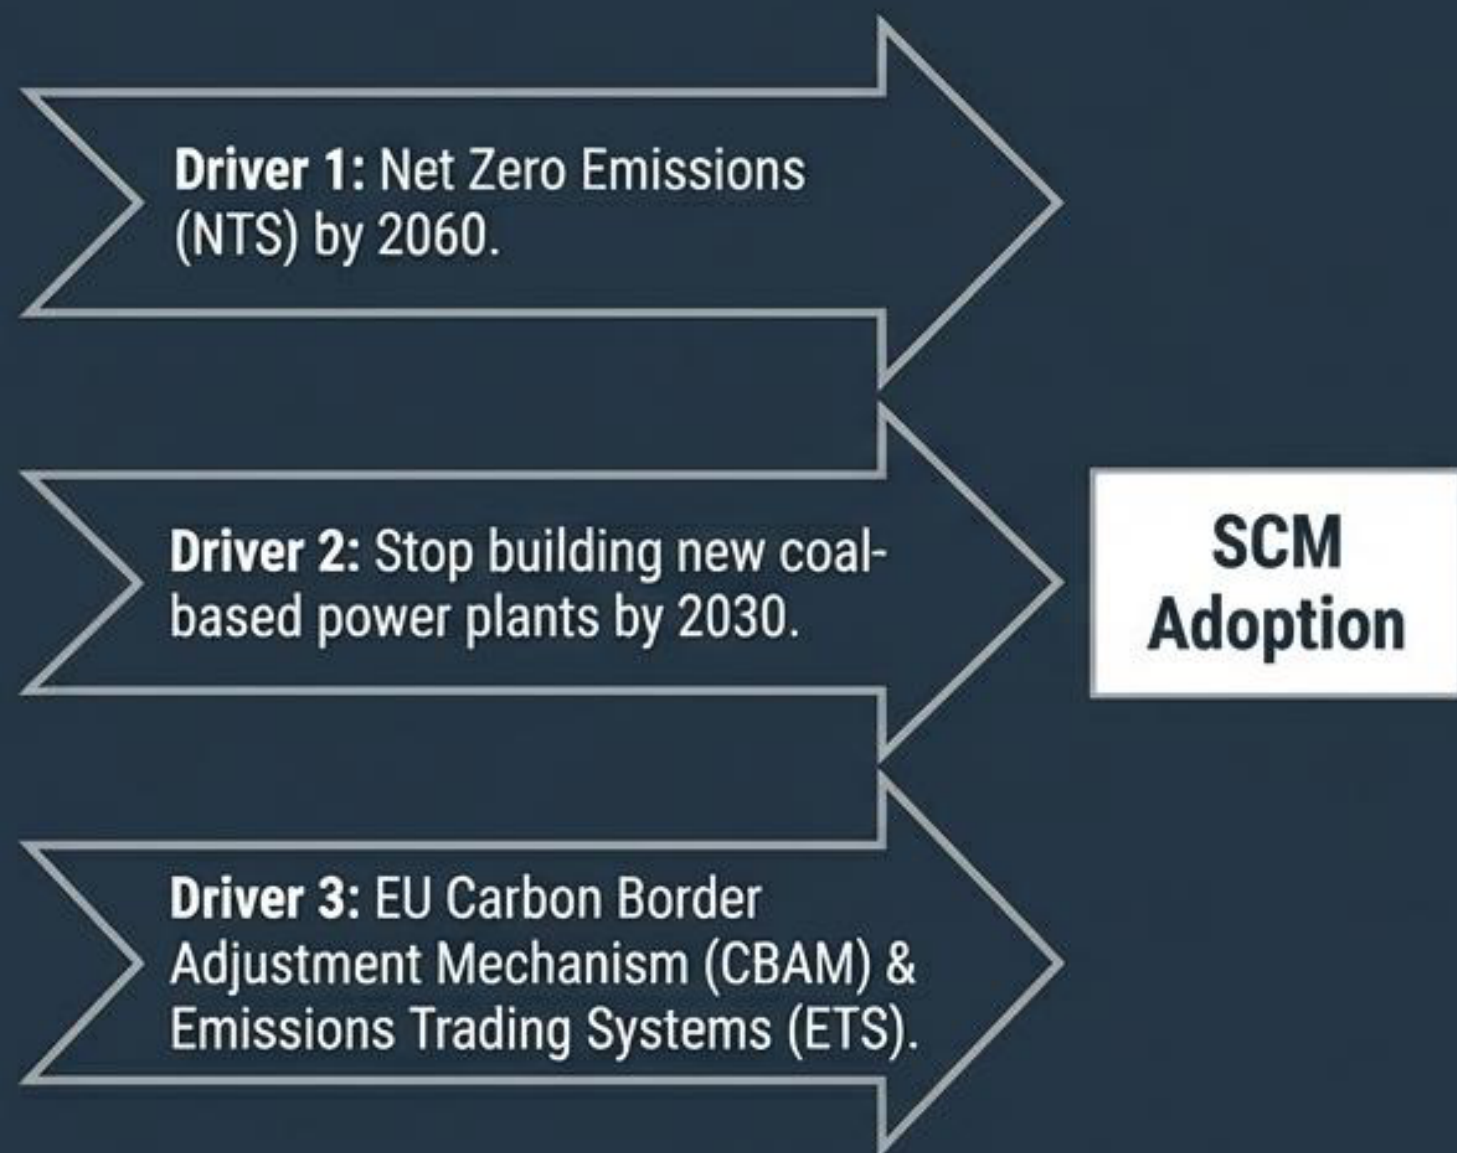 Driver 1: Net Zero Emissions
(NTS) by 2060.
Driver 2: Stop building new coal-
based power plants by 2030.
SCM
Adoption
Driver 3: EU Carbon Border
Adjustment Mechanism (CBAM) &
Emissions Trading Systems (ETS).